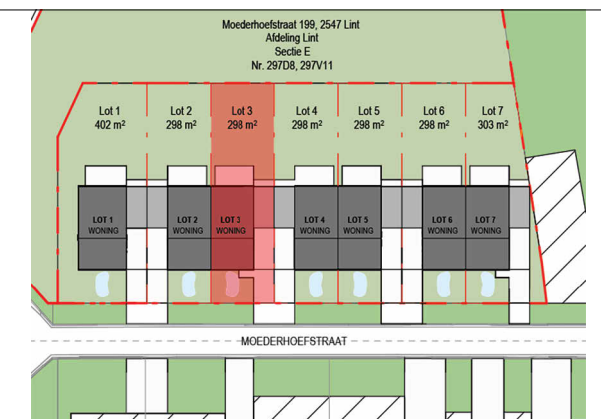 Moederhoefstraat 199, 2547 Lint
Afdeling Lint
Sectie E
Nr. 297D8, 297V11
Lot 1
402 m²
Lot 2
298 m²
Lot 3
298 m²
Lot 4
298 m²
Lot 5
298 m²
Lot 6
298 m²
Lot 7
303 m²
LOT 1
WONING
LOT 2
WONING
LOT 3
WONING
LOT 4
WONING
LOT 5
WONING
LOT 6
WONING
LOT 7
WONING
MOEDERHOEFSTRAAT